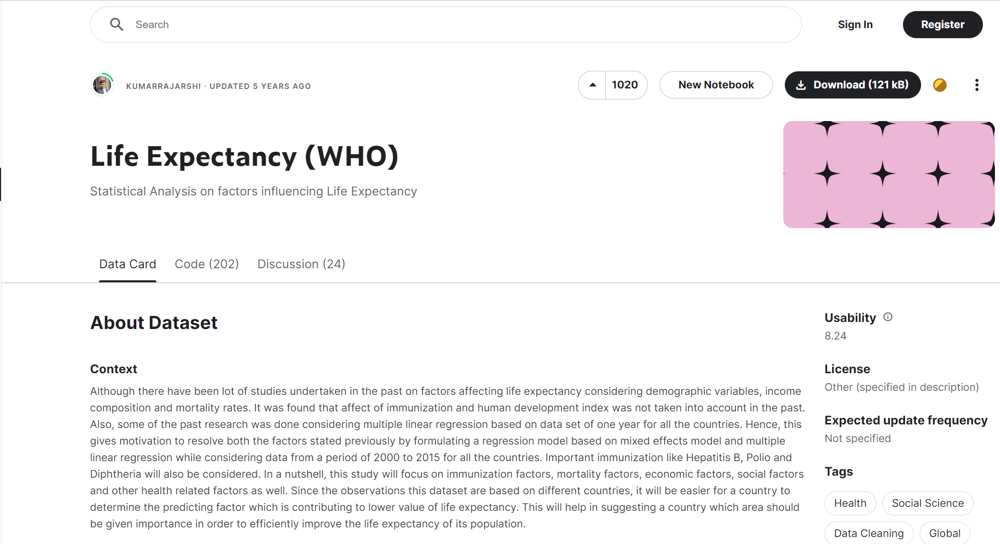 Search
Sign In
Register
KUMARRAJARSHI · UPDATED 5 YEARS AGO
1020
New Notebook
Download (121 kB)
Life Expectancy (WHO)
Statistical Analysis on factors influencing Life Expectancy
Data Card
Code (202)
Discussion (24)
About Dataset
Context
Although there have been lot of studies undertaken in the past on factors affecting life expectancy considering demographic variables, income
composition and mortality rates. It was found that affect of immunization and human development index was not taken into account in the past.
Also, some of the past research was done considering multiple linear regression based on data set of one year for all the countries. Hence, this
gives motivation to resolve both the factors stated previously by formulating a regression model based on mixed effects model and multiple
linear regression while considering data from a period of 2000 to 2015 for all the countries. Important immunization like Hepatitis B, Polio and
Diphtheria will also be considered. In a nutshell, this study will focus on immunization factors, mortality factors, economic factors, social factors
and other health related factors as well. Since the observations this dataset are based on different countries, it will be easier for a country to
determine the predicting factor which is contributing to lower value of life expectancy. This will help in suggesting a country which area should
be given importance in order to efficiently improve the life expectancy of its population.
Usability
8.24
License
Other (specified in description)
Expected update frequency
Not specified
Tags
Health
Social Science
Data Cleaning
Global